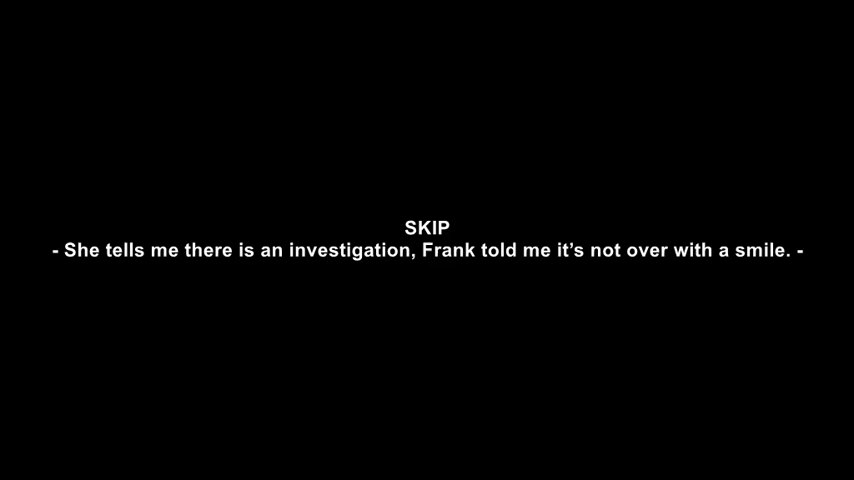 SKIP
- She tells me there is an investigation, Frank told me it’s not over with a smile. -